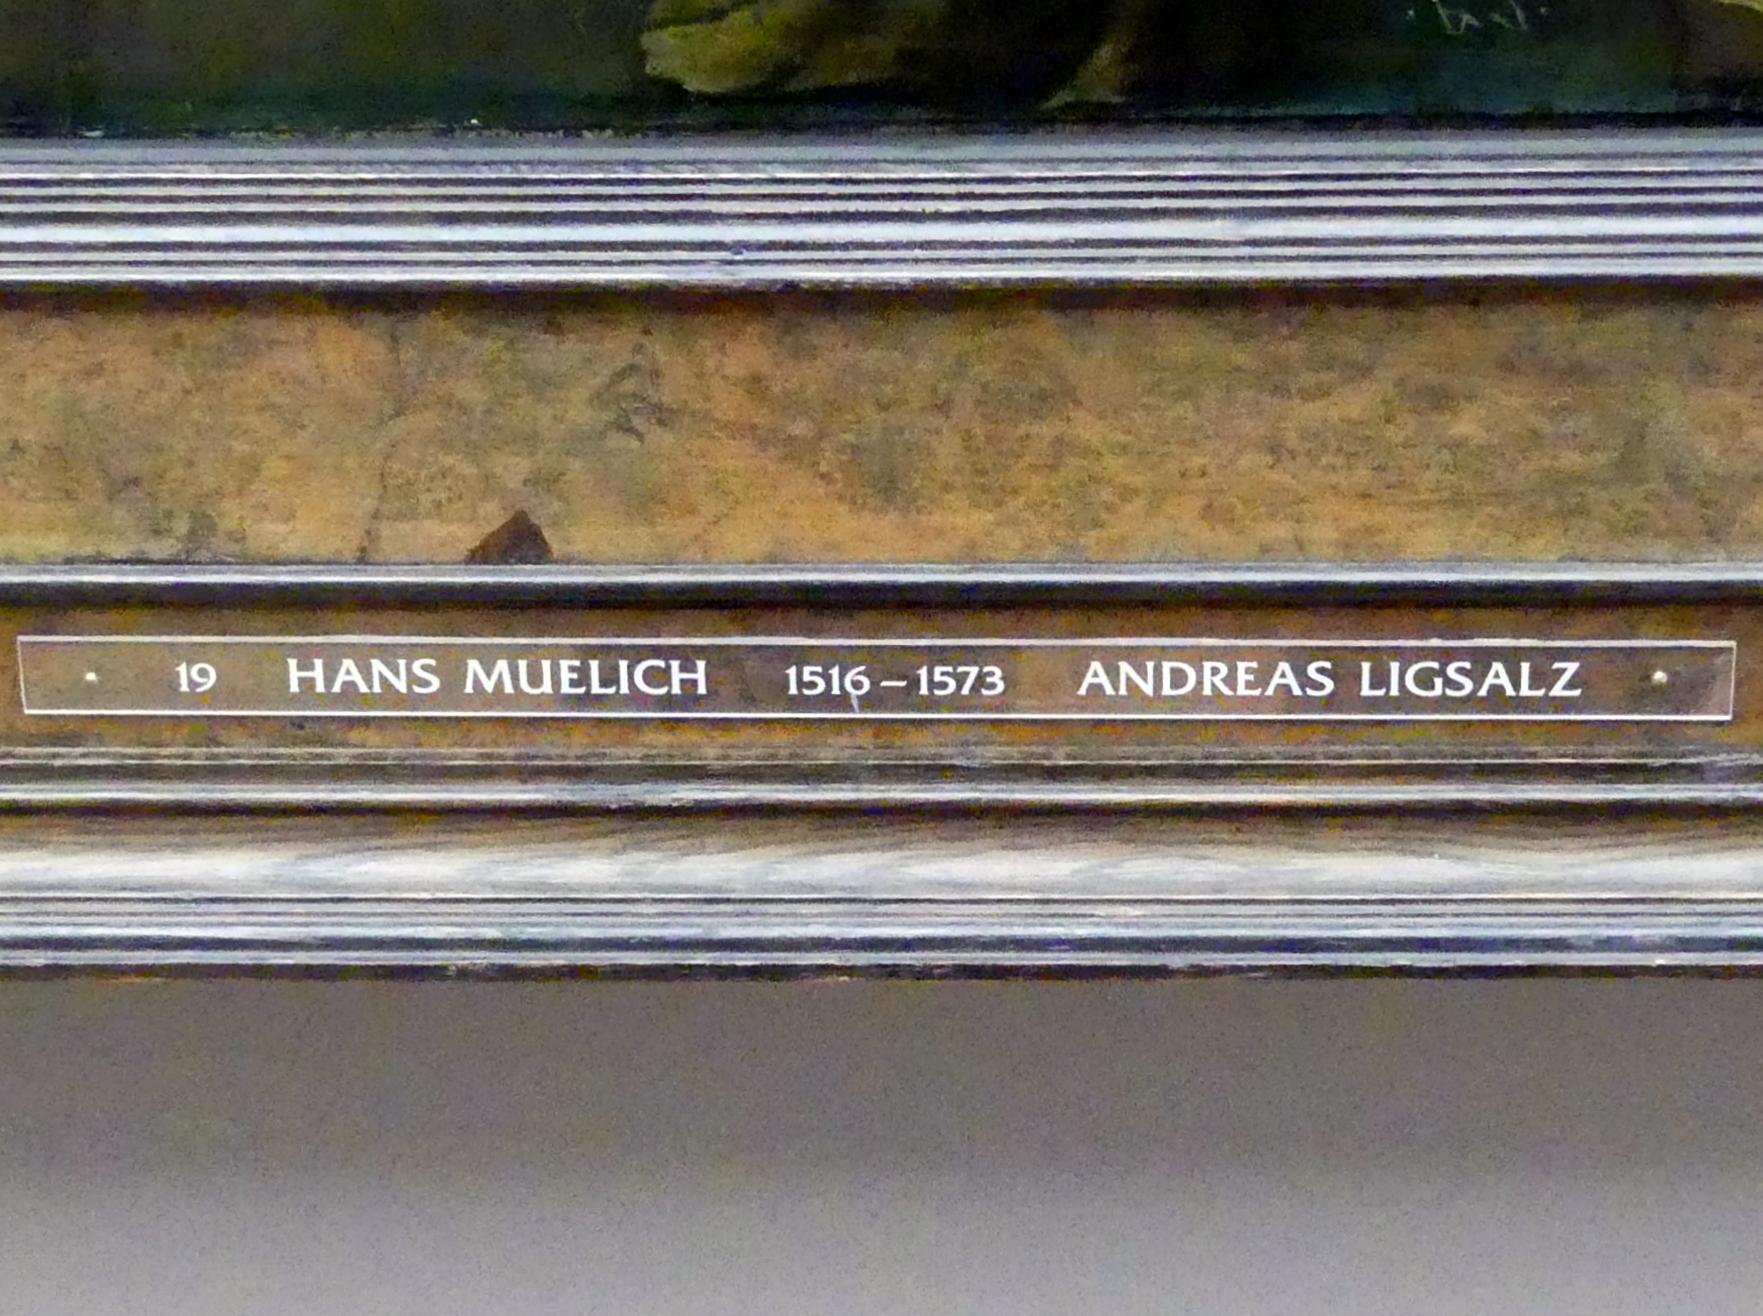 19 HANS MUELICH 1516 – 1573 ANDREAS LIGSALZ